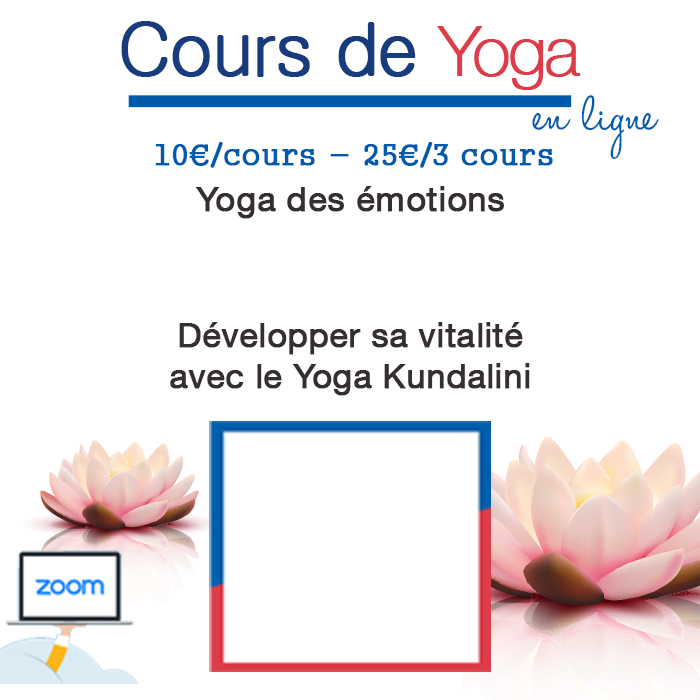 Cours de Yoga
en ligne
10€/cours – 25€/3 cours
Yoga des émotions
Développer sa vitalité
avec le Yoga Kundalini
zoom